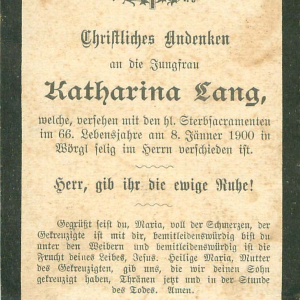 Christliches Andenken
an die Jungfrau
Katharina Lang,
welche, versehen mit den hl. Sterbsacramenten
im 66. Lebensjahre am 8. Jänner 1900 in
Wörgl selig im Herrn verschieden ist.
Herr, gib ihr die ewige Ruhe!
Gegrüßt seist du, Maria, voll der Schmerzen, der
Gekreuzigte ist mit dir, bemitleidenswürdig bist du
unter den Weibern und bemitleidenswürdig ist die
Frucht deines Leibes, Jesus. Heilige Maria, Mutter
des Gekreuzigten, gib uns, die wir deinen Sohn
gekreuzigt haben, Thränen jetzt und in der Stunde
des Todes. Amen.